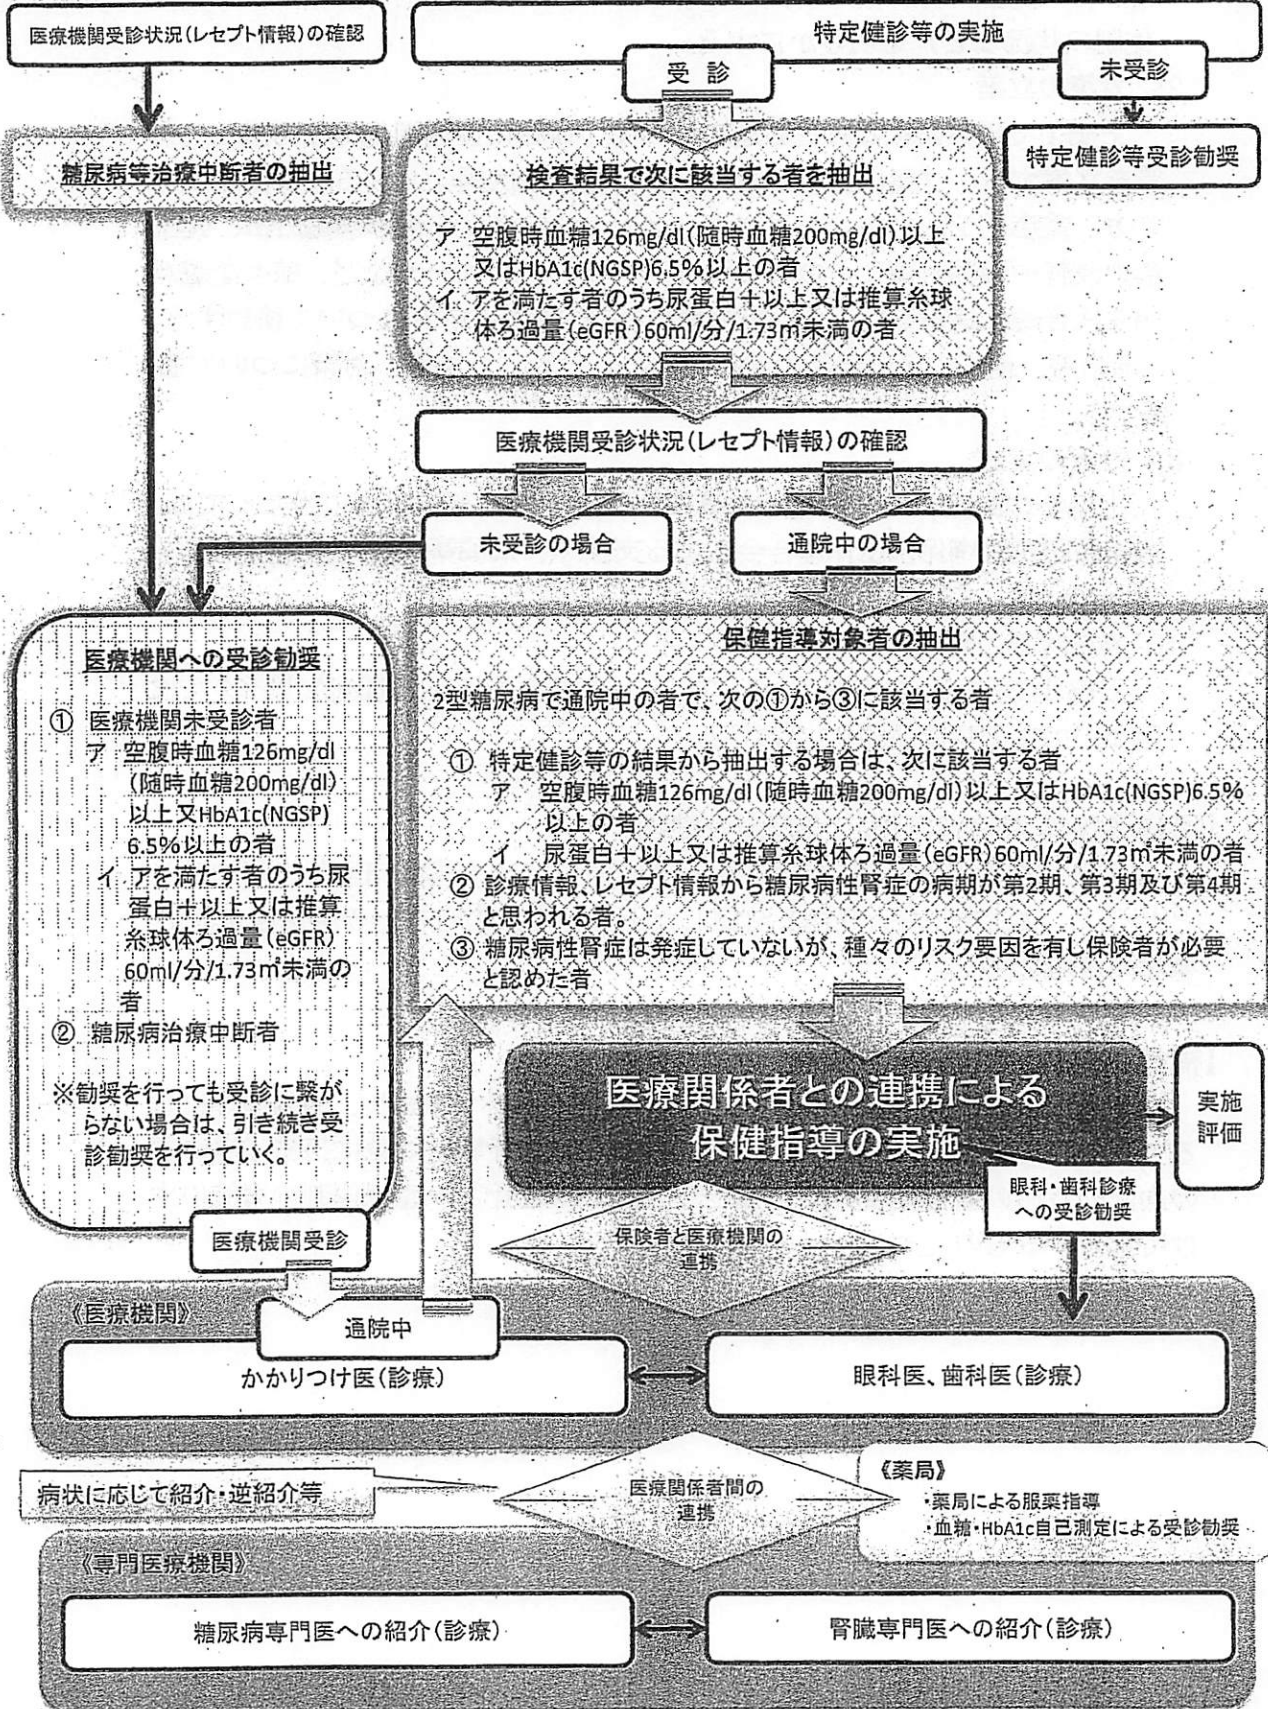 医療機関受診状況(レセプト情報)の確認
特定健診等の実施
受 診
未受診
糖尿病等治療中断者の抽出
検査結果で次に該当する者を抽出
ア 空腹時血糖126mg/dl(随時血糖200mg/dl)以上
又はHbA1c(NGSP)6.5%以上の者
イ アを満たす者のうち尿蛋白+以上又は推算糸球
体ろ過量(eGFR)60ml/分/1.73㎡未満の者
特定健診等受診勧奨
医療機関受診状況(レセプト情報)の確認
未受診の場合
通院中の場合
医療機関への受診勧奨
① 医療機関未受診者
ア 空腹時血糖126mg/dl
(随時血糖200mg/dl)
以上又HbA1c(NGSP)
6.5%以上の者
イ アを満たす者のうち尿
蛋白+以上又は推算
糸球体ろ過量(eGFR)
60ml/分/1.73㎡未満の
者
② 糖尿病治療中断者
※勧奨を行っても受診に繋が
らない場合は、引き続き受
診勧奨を行っていく。
保健指導対象者の抽出
2型糖尿病で通院中の者で、次の①から③に該当する者
① 特定健診等の結果から抽出する場合は、次に該当する者
ア 空腹時血糖126mg/dl(随時血糖200mg/dl)以上又はHbA1c(NGSP)6.5%
以上の者
イ 尿蛋白+以上又は推算糸球体ろ過量(eGFR)60ml/分/1.73㎡未満の者
② 診療情報、レセプト情報から糖尿病性腎症の病期が第2期、第3期及び第4期
と思われる者。
③ 糖尿病性腎症は発症していないが、種々のリスク要因を有し保険者が必要
と認めた者
医療関係者との連携による
保健指導の実施
実施
評価
眼科・歯科診療
への受診勧奨
医療機関受診
保険者と医療機関の
連携
《医療機関》
通院中
かかりつけ医(診療)
眼科医、歯科医(診療)
病状に応じて紹介・逆紹介等
医療関係者間の
連携
《薬局》
・薬局による服薬指導
・血糖・HbA1c自己測定による受診勧奨
《専門医療機関》
糖尿病専門医への紹介(診療)
腎臓専門医への紹介(診療)